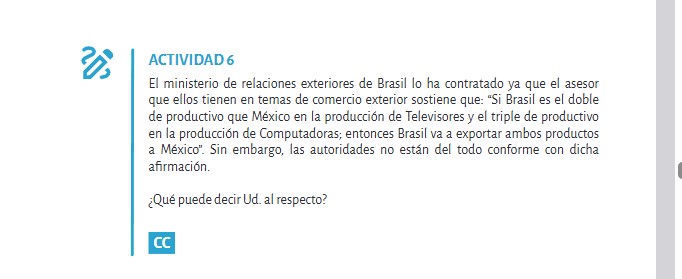 ACTIVIDAD 6
El ministerio de relaciones exteriores de Brasil lo ha contratado ya que el asesor
que ellos tienen en temas de comercio exterior sostiene que: “Si Brasil es el doble
de productivo que México en la producción de Televisores y el triple de productivo
en la producción de Computadoras; entonces Brasil va a exportar ambos productos
a México”. Sin embargo, las autoridades no están del todo conforme con dicha
afirmación.
¿Qué puede decir Ud. al respecto?
CC